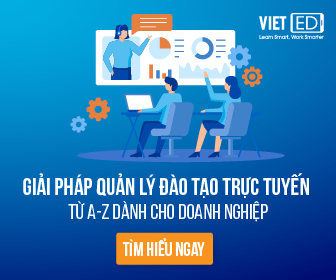 VIET ED
Learn Smart, Work Smarter
GIẢI PHÁP QUẢN LÝ ĐÀO TẠO TRỰC TUYẾN
TỪ A-Z DÀNH CHO DOANH NGHIỆP
TÌM HIỂU NGAY